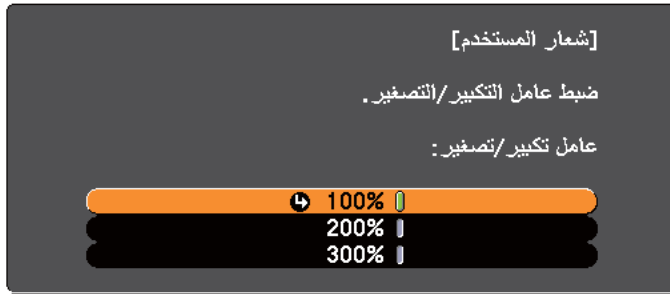 [شعار المستخدم]
ضبط عامل التكبير/التصغير.
عامل تكبير/تصغير:
100%
200%
300%